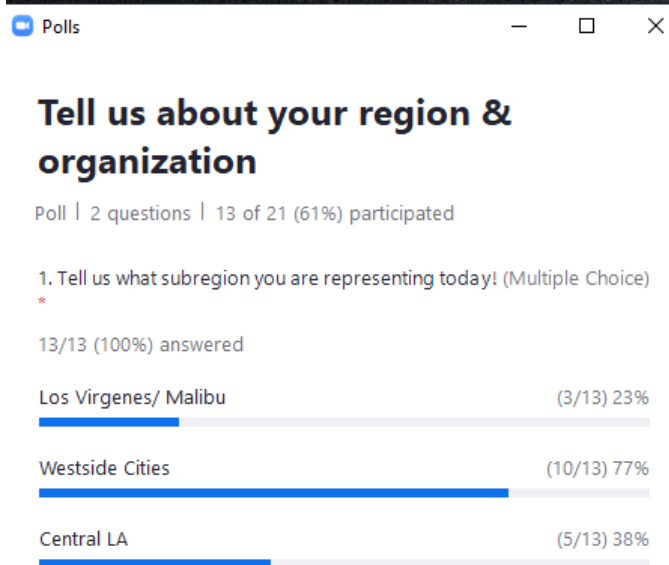 Polls
Tell us about your region &
organization
Poll | 2 questions | 13 of 21 (61%) participated
1. Tell us what subregion you are representing today! (Multiple Choice)
*
13/13 (100%) answered
Los Virgenes/ Malibu (3/13) 23%
Westside Cities (10/13) 77%
Central LA (5/13) 38%